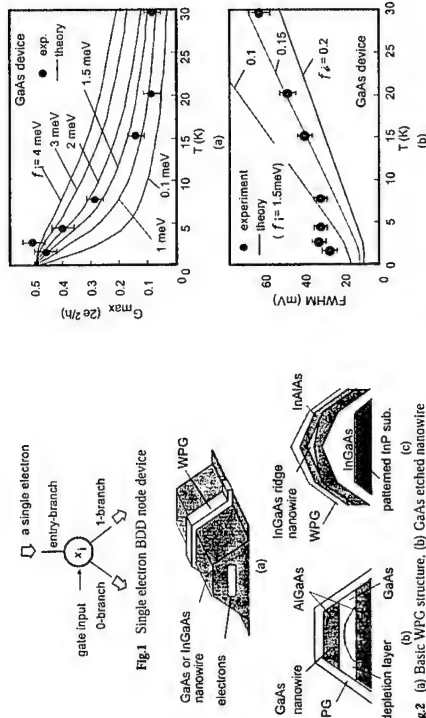 a single electron
entry-branch
gate input
xi
0-branch
1-branch
Fig.1 Single electron BDD node device
GaAs or InGaAs
nanowire
WPG
electrons
(a)
GaAs
nanowire
AlGaAs
PG
depletion layer
GaAs
(b)
InGaAs ridge
nanowire
WPG
InAlAs
InGaAs
patterned InP sub.
(c)
g.2 (a) Basic WPG structure, (b) GaAs etched nanowire
GaAs device
exp.
theory
fi= 4 meV
3 meV
2 meV
1.5 meV
1 meV
0.1 meV
Gmax (2e²/h)
0.5
0.4
0.3
0.2
0.1
0 5 10 15 20 25 30
T (K)
(a)
experiment
theory
( fi= 1.5meV)
0.1
0.15
fi= 0.2
GaAs device
FWHM (mV)
60
40
20
0 5 10 15 20 25 30
T (K)
(b)